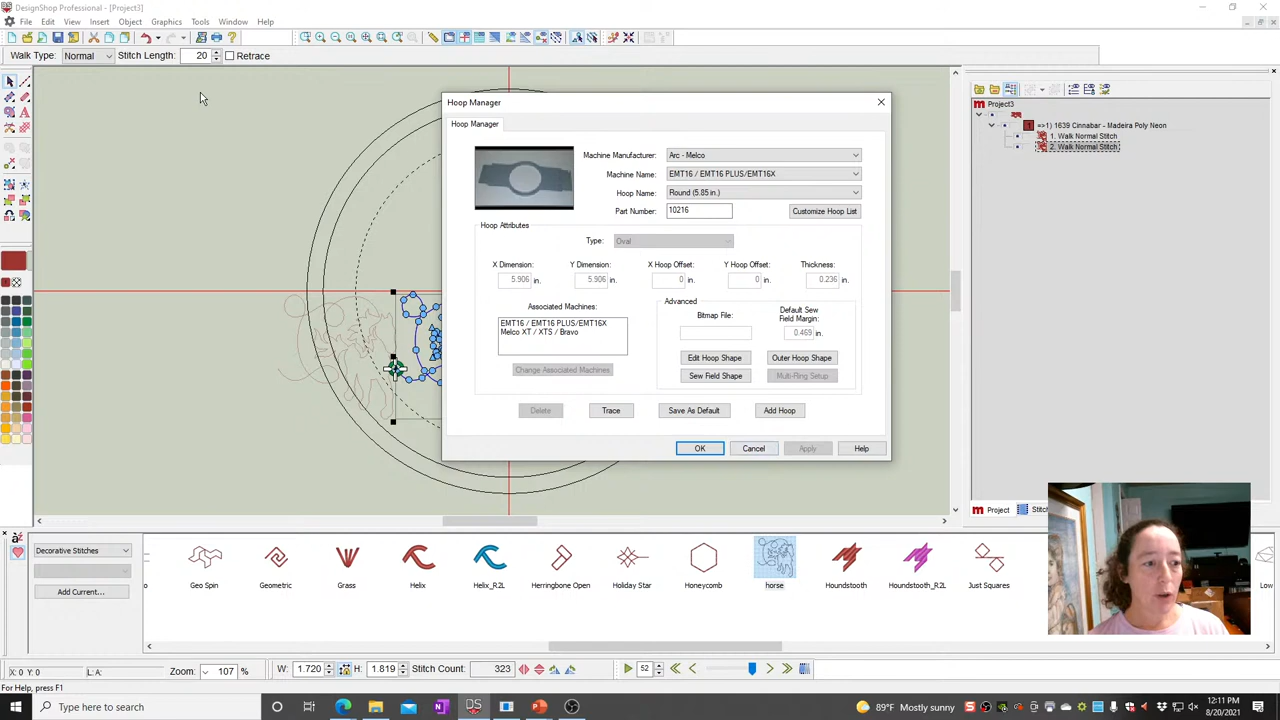 DesignShop Professional - [Project3]
File Edit View Insert Object Graphics Tools Window Help
Walk Type: Normal Stitch Length: 20 Retrace
Hoop Manager
Hoop Manager
Machine Manufacturer: Arc - Melco
Machine Name: EMT16 / EMT16 PLUS/EMT16X
Hoop Name: Round (5.85 in.)
Part Number: 10216 Customize Hoop List
Hoop Attributes
Type: Oval
X Dimension: Y Dimension: X Hoop Offset: Y Hoop Offset: Thickness:
5.906 in. 5.906 in. 0 in. 0 in. 0.236 in.
Associated Machines:
EMT16 / EMT16 PLUS/EMT16X
Melco XT / XTS / Bravo
Change Associated Machines
Advanced
Bitmap File:
Default Sew
Field Margin:
0.469 in.
Edit Hoop Shape Outer Hoop Shape
Sew Field Shape Multi-Ring Setup
Delete Trace Save As Default Add Hoop
OK Cancel Apply Help
Project3
=>1) 1639 Cinnabar - Madeira Poly Neon
1. Walk Normal Stitch
2. Walk Normal Stitch
Project Stitch
Decorative Stitches
Add Current...
Geo Spin Geometric Grass Helix Helix_R2L Herringbone Open Holiday Star Honeycomb horse Houndstooth Houndstooth_R2L Just Squares Low
X: 0 Y: 0 L: A: Zoom: 107 % W: 1.720 H: 1.819 Stitch Count: 323 52
For Help, press F1
Type here to search
89°F Mostly sunny
12:11 PM
8/20/2021